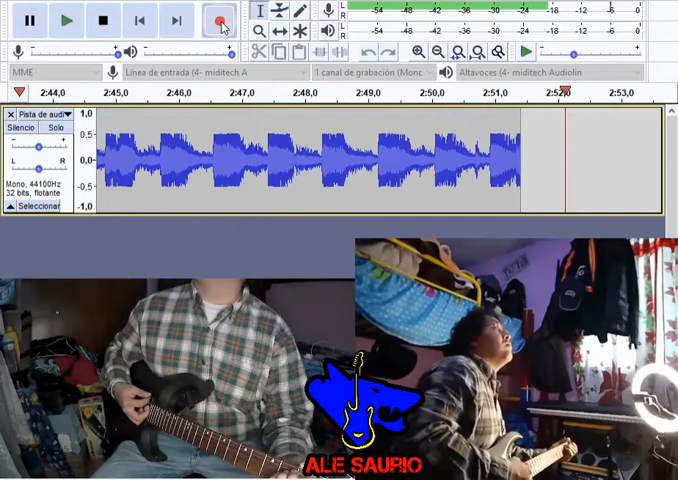 -54 -48 -42 -36 -30 -24 -18 -12 -6 0
L
R
-54 -48 -42 -36 -30 -24 -18 -12 -6 0
MME
Línea de entrada (4- miditech A
1 canal de grabación (Monc
Altavoces (4- miditech Audiolin
2:44,0 2:45,0 2:46,0 2:47,0 2:48,0 2:49,0 2:50,0 2:51,0 2:52,0 2:53,0
Pista de audi
Silencio Solo
L R
Mono, 44100Hz
32 bits, flotante
Seleccionar
1,0
0,5
0,0
-0,5
-1,0
ALE SAURIO